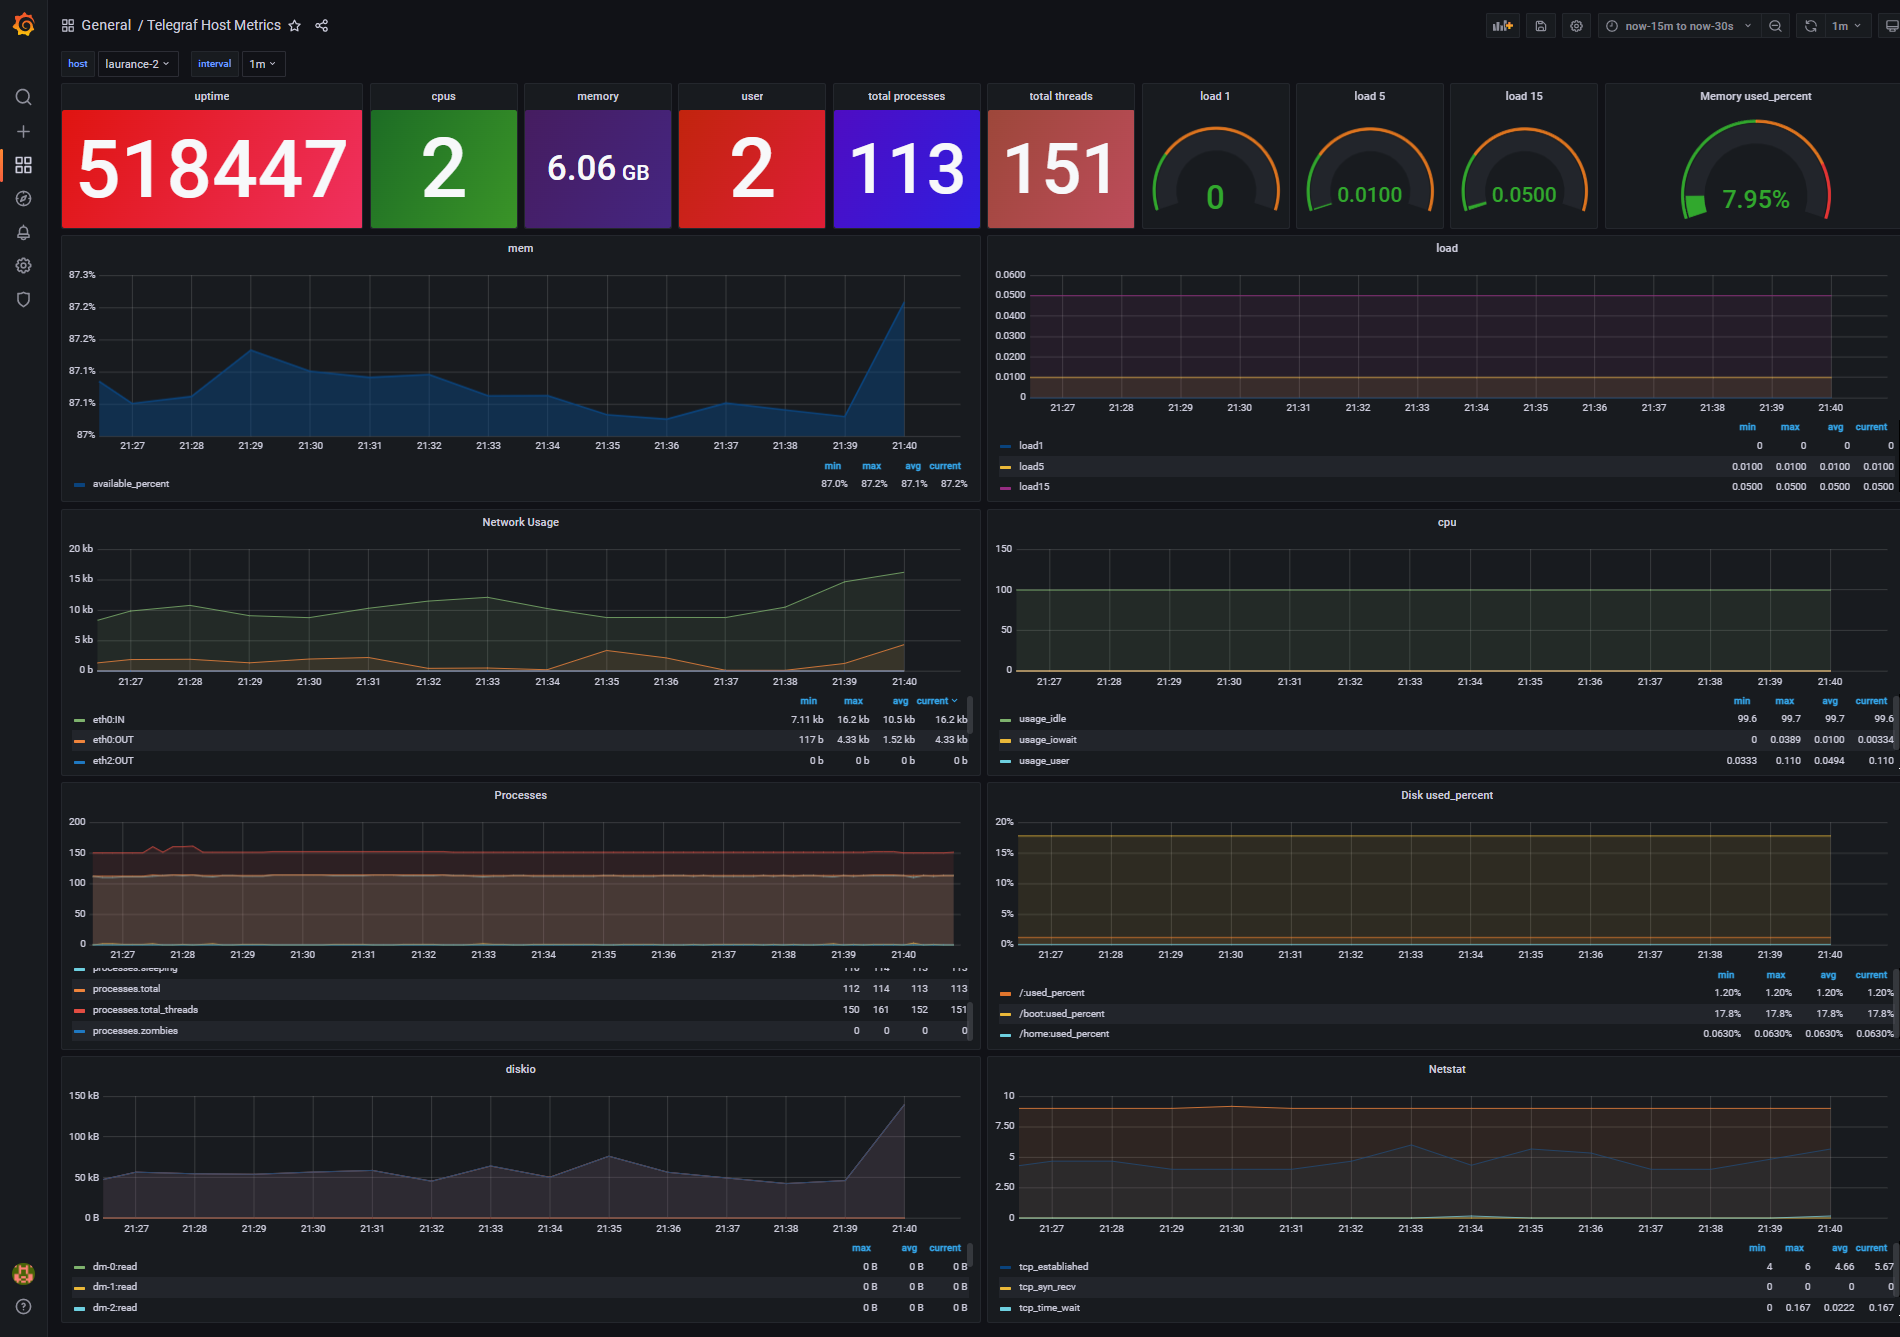 General / Telegraf Host Metrics
now-15m to now-30s
1m
host laurance-2 interval 1m
uptime
518447
cpus
2
memory
6.06 GB
user
2
total processes
113
total threads
151
load 1
0
load 5
0.0100
load 15
0.0500
Memory used_percent
7.95%
mem
87.3%
87.2%
87.2%
87.1%
87.1%
87%
21:27 21:28 21:29 21:30 21:31 21:32 21:33 21:34 21:35 21:36 21:37 21:38 21:39 21:40
min max avg current
available_percent 87.0% 87.2% 87.1% 87.2%
load
0.0600
0.0500
0.0400
0.0300
0.0200
0.0100
0
21:27 21:28 21:29 21:30 21:31 21:32 21:33 21:34 21:35 21:36 21:37 21:38 21:39 21:40
min max avg current
load1 0 0 0 0
load5 0.0100 0.0100 0.0100 0.0100
load15 0.0500 0.0500 0.0500 0.0500
Network Usage
20 kb
15 kb
10 kb
5 kb
0 b
21:27 21:28 21:29 21:30 21:31 21:32 21:33 21:34 21:35 21:36 21:37 21:38 21:39 21:40
min max avg current
eth0:IN 7.11 kb 16.2 kb 10.5 kb 16.2 kb
eth0:OUT 117 b 4.33 kb 1.52 kb 4.33 kb
eth2:OUT 0 b 0 b 0 b 0 b
cpu
150
100
50
0
21:27 21:28 21:29 21:30 21:31 21:32 21:33 21:34 21:35 21:36 21:37 21:38 21:39 21:40
min max avg current
usage_idle 99.6 99.7 99.7 99.6
usage_iowait 0 0.0389 0.0100 0.00334
usage_user 0.0333 0.110 0.0494 0.110
Processes
200
150
100
50
0
21:27 21:28 21:29 21:30 21:31 21:32 21:33 21:34 21:35 21:36 21:37 21:38 21:39 21:40
processes.sleeping 114 113 113
processes.total 112 114 113 113
processes.total_threads 150 161 152 151
processes.zombies 0 0 0 0
Disk used_percent
20%
15%
10%
5%
0%
21:27 21:28 21:29 21:30 21:31 21:32 21:33 21:34 21:35 21:36 21:37 21:38 21:39 21:40
min max avg current
/:used_percent 1.20% 1.20% 1.20% 1.20%
/boot:used_percent 17.8% 17.8% 17.8% 17.8%
/home:used_percent 0.0630% 0.0630% 0.0630% 0.0630%
diskio
150 kB
100 kB
50 kB
0 B
21:27 21:28 21:29 21:30 21:31 21:32 21:33 21:34 21:35 21:36 21:37 21:38 21:39 21:40
max avg current
dm-0:read 0 B 0 B 0 B
dm-1:read 0 B 0 B 0 B
dm-2:read 0 B 0 B 0 B
Netstat
10
7.50
5
2.50
0
21:27 21:28 21:29 21:30 21:31 21:32 21:33 21:34 21:35 21:36 21:37 21:38 21:39 21:40
min max avg current
tcp_established 4 6 4.66 5.67
tcp_syn_recv 0 0 0 0
tcp_time_wait 0 0.167 0.0222 0.167